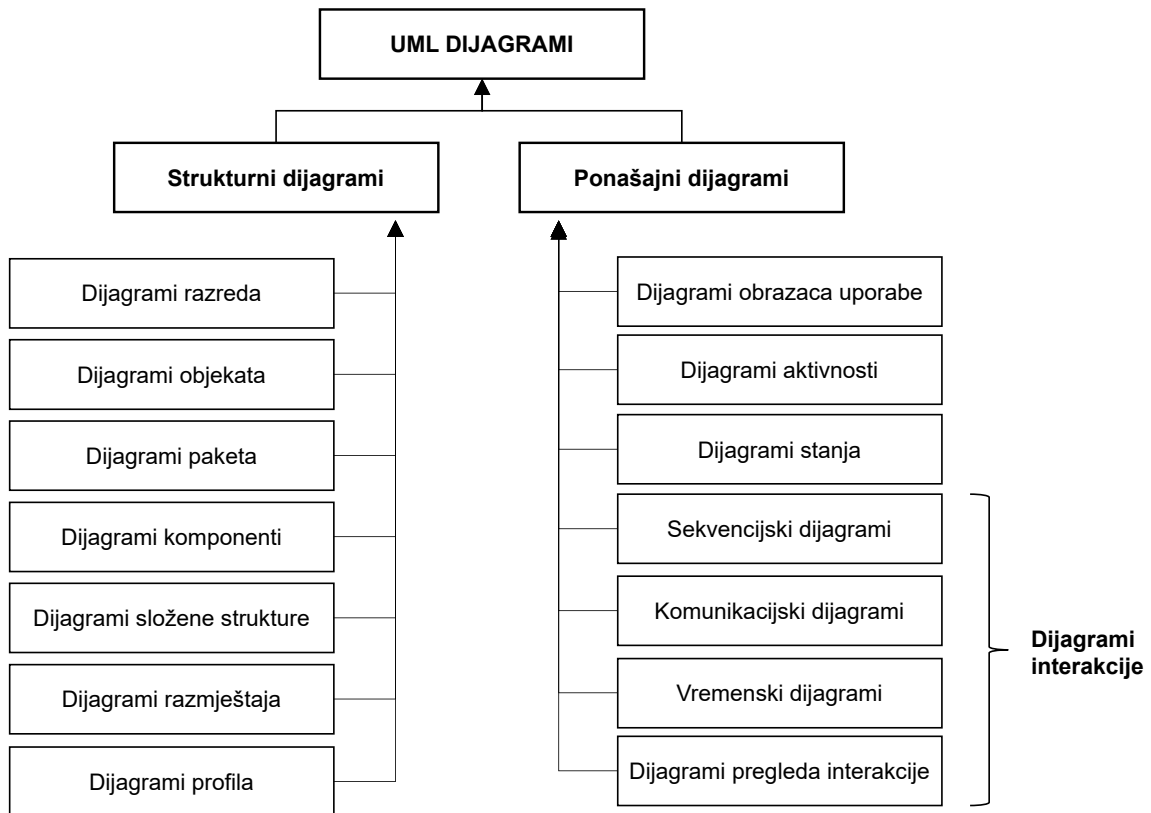 UML DIJAGRAMI
Strukturni dijagrami
Ponašajni dijagrami
Dijagrami razreda
Dijagrami objekata
Dijagrami paketa
Dijagrami komponenti
Dijagrami složene strukture
Dijagrami razmještaja
Dijagrami profila
Dijagrami obrazaca uporabe
Dijagrami aktivnosti
Dijagrami stanja
Sekvencijski dijagrami
Komunikacijski dijagrami
Vremenski dijagrami
Dijagrami pregleda interakcije
Dijagrami
interakcije